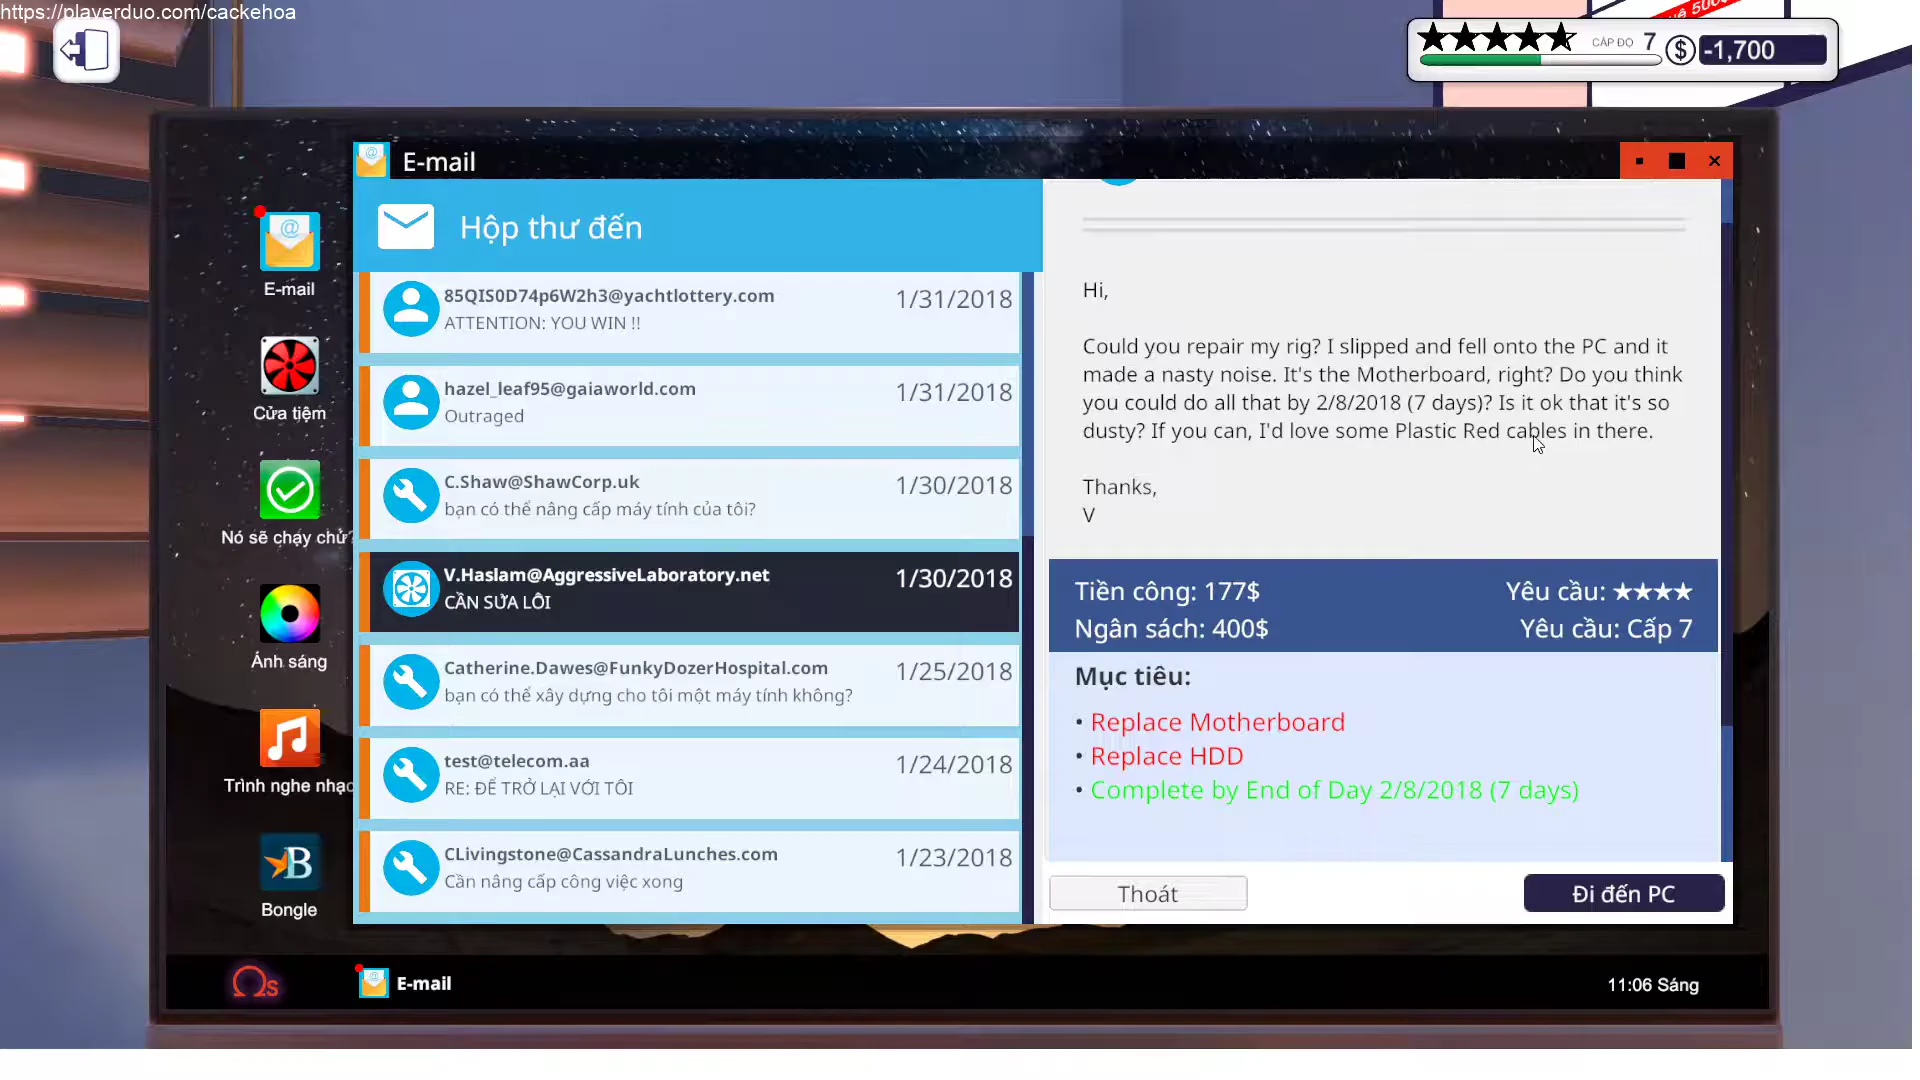 https://playerduo.com/cackehoa
CẤP ĐỘ 7
$ -1,700
E-mail
Hộp thư đến
85QIS0D74p6W2h3@yachtlottery.com 1/31/2018
ATTENTION: YOU WIN !!
hazel_leaf95@gaiaworld.com 1/31/2018
Outraged
C.Shaw@ShawCorp.uk 1/30/2018
bạn có thể nâng cấp máy tính của tôi?
V.Haslam@AggressiveLaboratory.net 1/30/2018
CẦN SỬA LỖI
Catherine.Dawes@FunkyDozerHospital.com 1/25/2018
bạn có thể xây dựng cho tôi một máy tính không?
test@telecom.aa 1/24/2018
RE: ĐỂ TRỞ LẠI VỚI TÔI
CLivingstone@CassandraLunches.com 1/23/2018
Cần nâng cấp công việc xong
E-mail
Cửa tiệm
Nó sẽ chạy chứ?
Ánh sáng
Trình nghe nhạc
Bongle
Hi,
Could you repair my rig? I slipped and fell onto the PC and it
made a nasty noise. It's the Motherboard, right? Do you think
you could do all that by 2/8/2018 (7 days)? Is it ok that it's so
dusty? If you can, I'd love some Plastic Red cables in there.
Thanks,
V
Tiền công: 177$ Yêu cầu: ★★★★
Ngân sách: 400$ Yêu cầu: Cấp 7
Mục tiêu:
• Replace Motherboard
• Replace HDD
• Complete by End of Day 2/8/2018 (7 days)
Thoát
Đi đến PC
Ωs
E-mail
11:06 Sáng